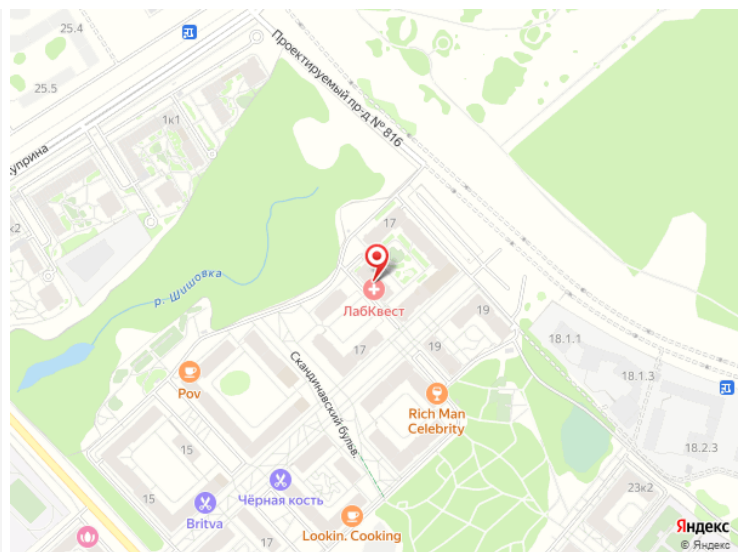 25.4
25.5
Проектируемый пр-д № 816
1к1
уприна
к2
р. Шишовка
17
ЛабКвест
17
19
19
18.1.1
18.1.3
Pov
Скандинавский бульв.
Rich Man
Celebrity
15
15
18.2.3
23к2
Чёрная кость
Britva
17
Lookin. Cooking
Яндекс
© Яндекс